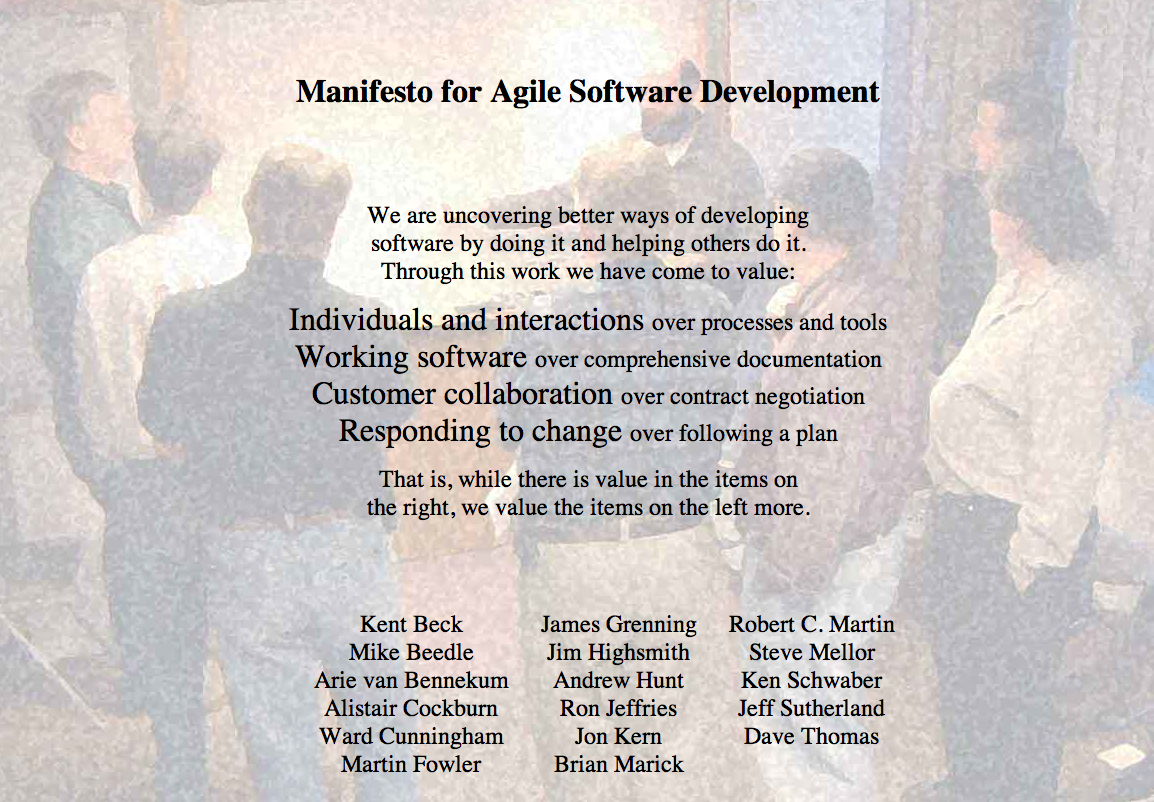 Manifesto for Agile Software Development
We are uncovering better ways of developing
software by doing it and helping others do it.
Through this work we have come to value:
Individuals and interactions over processes and tools
Working software over comprehensive documentation
Customer collaboration over contract negotiation
Responding to change over following a plan
That is, while there is value in the items on
the right, we value the items on the left more.
Kent Beck
Mike Beedle
Arie van Bennekum
Alistair Cockburn
Ward Cunningham
Martin Fowler
James Grenning
Jim Highsmith
Andrew Hunt
Ron Jeffries
Jon Kern
Brian Marick
Robert C. Martin
Steve Mellor
Ken Schwaber
Jeff Sutherland
Dave Thomas